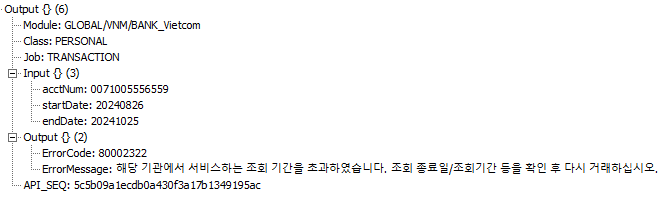 Output {} (6)
Module: GLOBAL/VNM/BANK_Vietcom
Class: PERSONAL
Job: TRANSACTION
Input {} (3)
acctNum: 0071005556559
startDate: 20240826
endDate: 20241025
Output {} (2)
ErrorCode: 80002322
ErrorMessage: 해당 기관에서 서비스하는 조회 기간을 초과하였습니다. 조회 종료일/조회기간 등을 확인 후 다시 거래하십시오.
API_SEQ: 5c5b09a1ecdb0a430f3a17b1349195ac